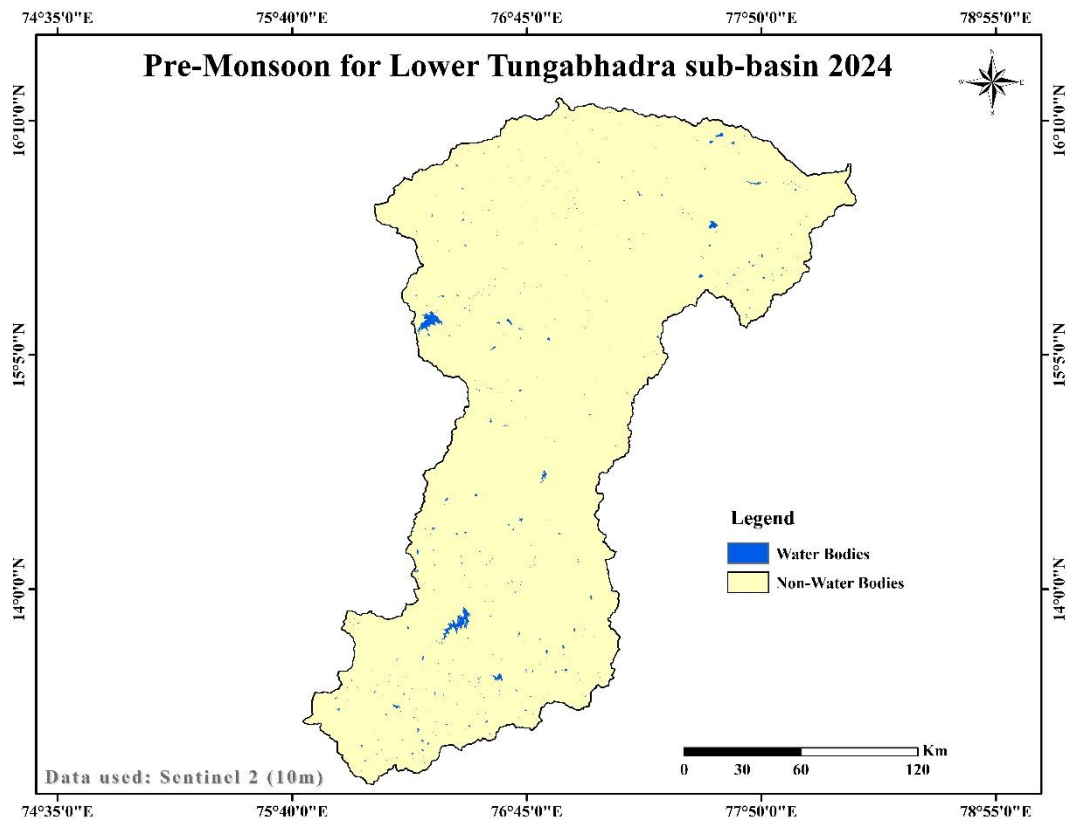 74°35'0"E 75°40'0"E 76°45'0"E 77°50'0"E 78°55'0"E
Pre-Monsoon for Lower Tungabhadra sub-basin 2024
N
W E
S
16°10'0"N 16°10'0"N
15°5'0"N 15°5'0"N
Legend
Water Bodies
Non-Water Bodies
14°0'0"N 14°0'0"N
Km
0 30 60 120
Data used: Sentinel 2 (10m)
74°35'0"E 75°40'0"E 76°45'0"E 77°50'0"E 78°55'0"E